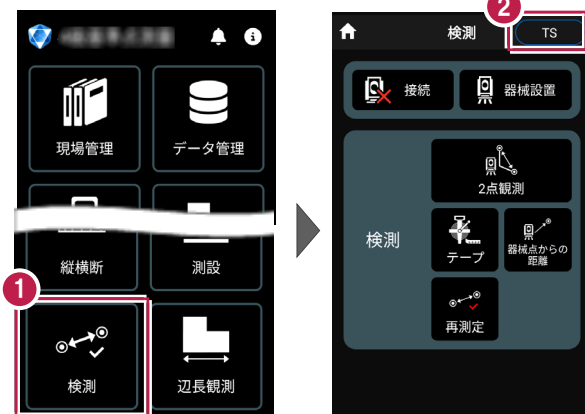 現場管理
データ管理
縦横断
測設
1
検測
辺長観測
2
検測
TS
接続
器械設置
検測
2点観測
テープ
器械点からの
距離
再測定